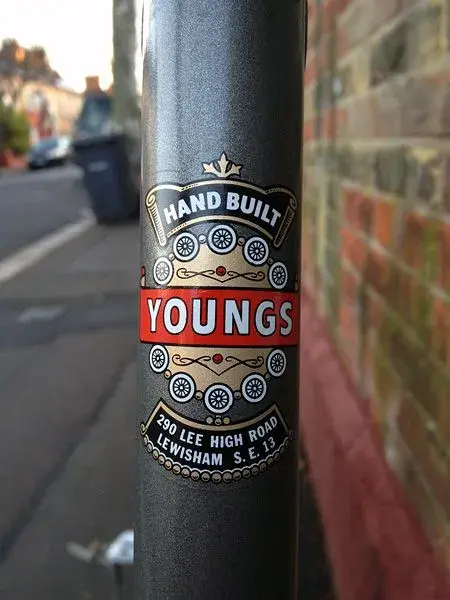 HAND BUILT
YOUNGS
290 LEE HIGH ROAD
LEWISHAM S.E.13